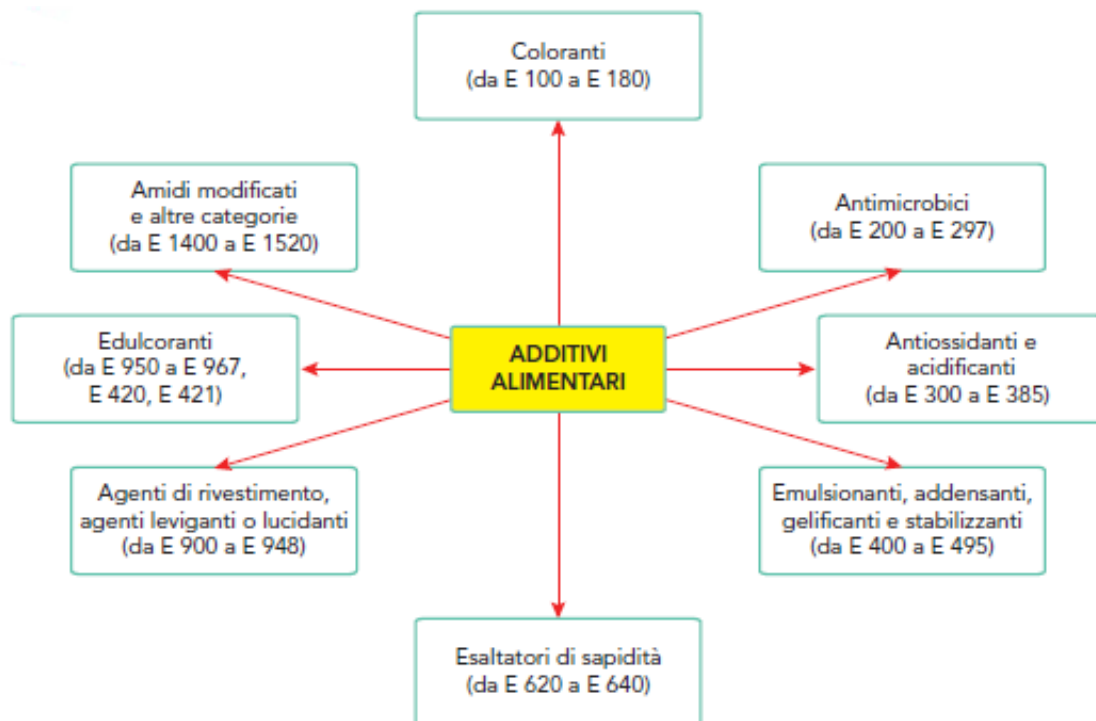 Coloranti
(da E 100 a E 180)
Amidi modificati
e altre categorie
(da E 1400 a E 1520)
Antimicrobici
(da E 200 a E 297)
Edulcoranti
(da E 950 a E 967,
E 420, E 421)
ADDITIVI
ALIMENTARI
Antiossidanti e
acidificanti
(da E 300 a E 385)
Agenti di rivestimento,
agenti leviganti o lucidanti
(da E 900 a E 948)
Emulsionanti, addensanti,
gelificanti e stabilizzanti
(da E 400 a E 495)
Esaltatori di sapidità
(da E 620 a E 640)